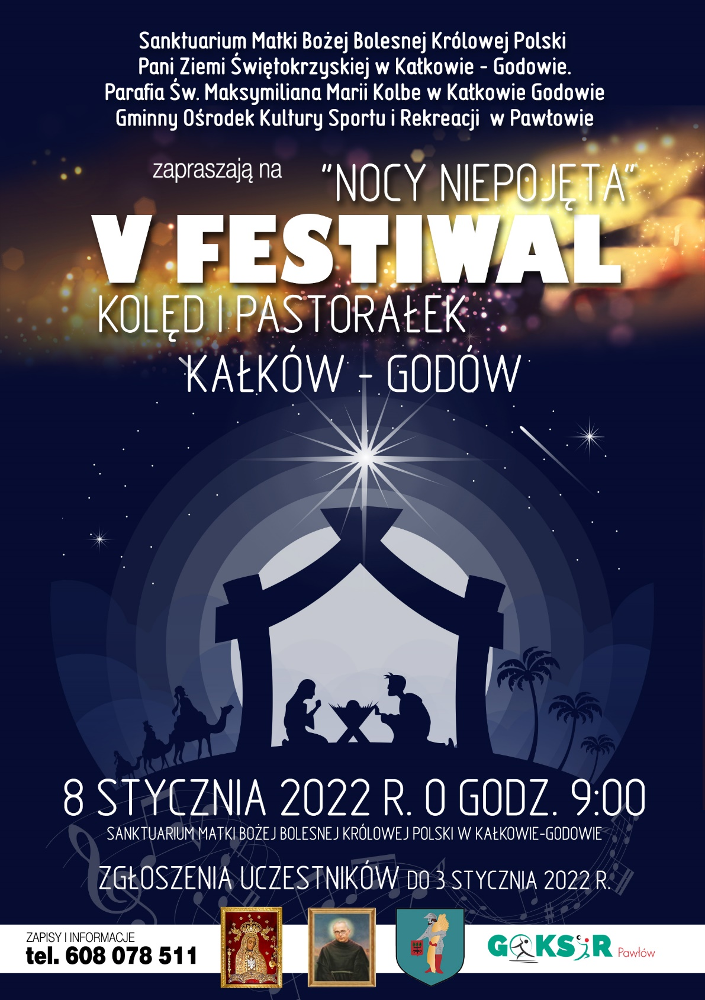 Sanktuarium Matki Bożej Bolesnej Królowej Polski
Pani Ziemi Świętokrzyskiej w Kałkowie - Godowie.
Parafia Św. Maksymiliana Marii Kolbe w Kałkowie Godowie
Gminny Ośrodek Kultury Sportu i Rekreacji w Pawłowie
zapraszają na "NOCY NIEPOJĘTA"
V FESTIWAL
KOLĘD I PASTORAŁEK
KAŁKÓW - GODÓW
8 STYCZNIA 2022 R. O GODZ. 9:00
SANKTUARIUM MATKI BOŻEJ BOLESNEJ KRÓLOWEJ POLSKI W KAŁKOWIE-GODOWIE
ZGŁOSZENIA UCZESTNIKÓW DO 3 STYCZNIA 2022 R.
ZAPISY I INFORMACJE
tel. 608 078 511
GOKSiR Pawłów